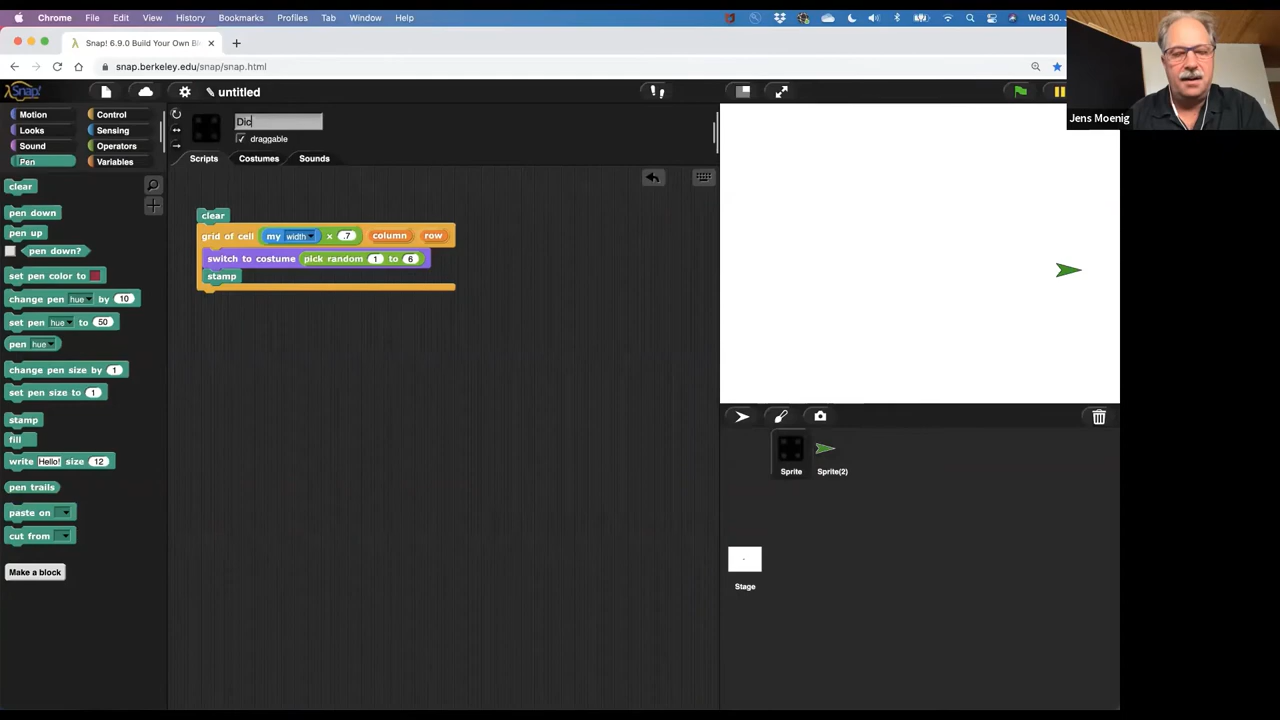 Chrome File Edit View History Bookmarks Profiles Tab Window Help Wed 30.
Snap! 6.9.0 Build Your Own Bl
snap.berkeley.edu/snap/snap.html
Snap! untitled
Jens Moenig
Motion Control
Looks Sensing
Sound Operators
Pen Variables
Dic
draggable
Scripts Costumes Sounds
clear
pen down
pen up
pen down?
set pen color to
change pen hue by 10
set pen hue to 50
pen hue
change pen size by 1
set pen size to 1
stamp
fill
write Hello! size 12
pen trails
paste on
cut from
Make a block
clear
grid of cell my width × .7 column row
switch to costume pick random 1 to 6
stamp
Sprite Sprite(2)
Stage